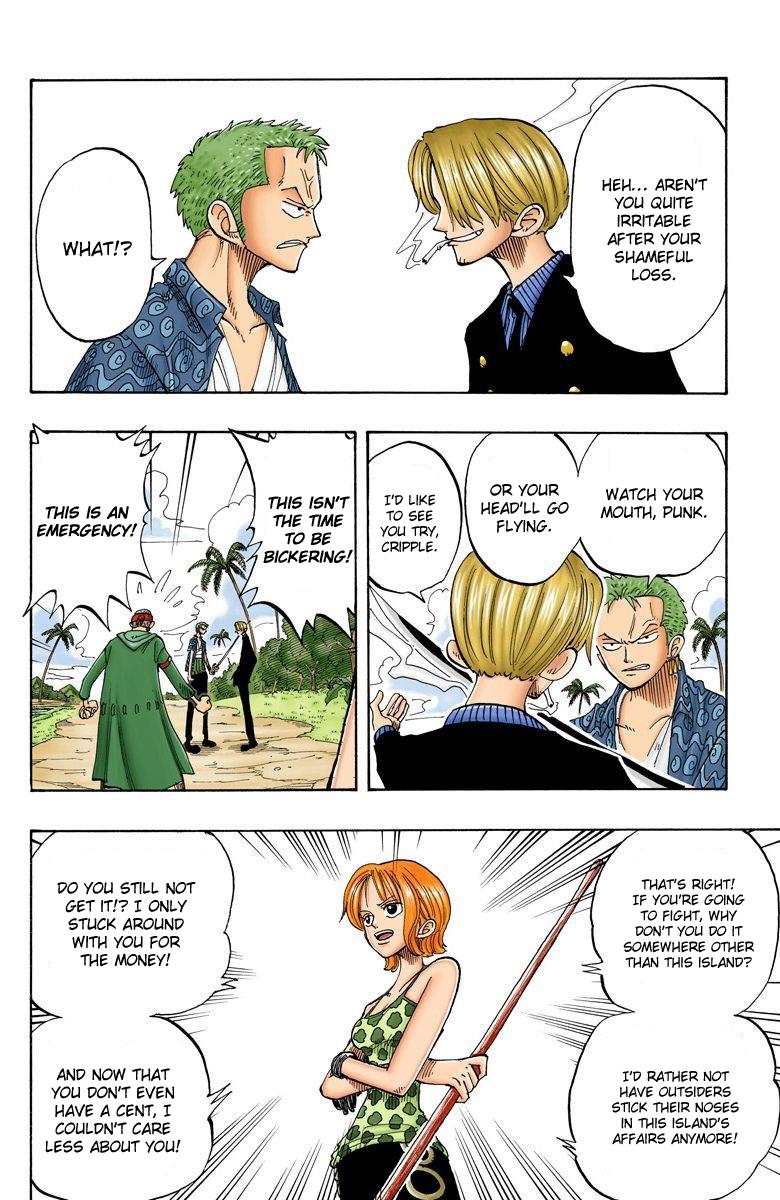 HEH... AREN'T
YOU QUITE
IRRITABLE
AFTER YOUR
SHAMEFUL
LOSS.
WHAT!?
WATCH YOUR
MOUTH, PUNK.
OR YOUR
HEAD'LL GO
FLYING.
I'D LIKE
TO SEE
YOU TRY,
CRIPPLE.
THIS ISN'T
THE TIME
TO BE
BICKERING!
THIS IS AN
EMERGENCY!
THAT'S RIGHT!
IF YOU'RE GOING
TO FIGHT, WHY
DON'T YOU DO IT
SOMEWHERE OTHER
THAN THIS ISLAND?
I'D RATHER NOT
HAVE OUTSIDERS
STICK THEIR NOSES
IN THIS ISLAND'S
AFFAIRS ANYMORE!
DO YOU STILL NOT
GET IT!? I ONLY
STUCK AROUND
WITH YOU FOR
THE MONEY!
AND NOW THAT
YOU DON'T EVEN
HAVE A CENT, I
COULDN'T CARE
LESS ABOUT YOU!